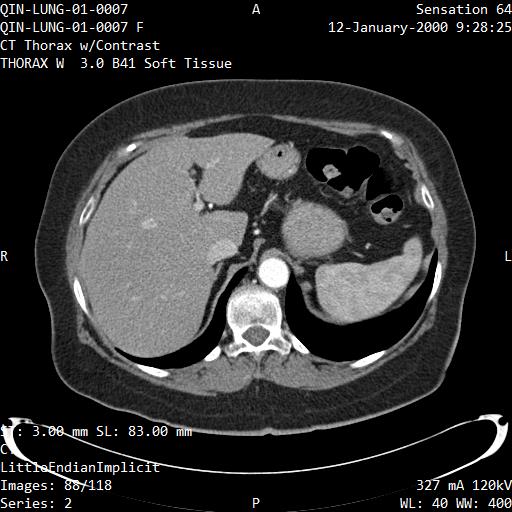 QIN-LUNG-01-0007
A
Sensation 64
QIN-LUNG-01-0007 F
12-January-2000 9:28:25
CT Thorax w/Contrast
THORAX W 3.0 B41 Soft Tissue
R
L
3.00 mm SL: 83.00 mm
LittleEndianImplicit
Images: 88/118
327 mA 120kV
Series: 2
P
WL: 40 WW: 400